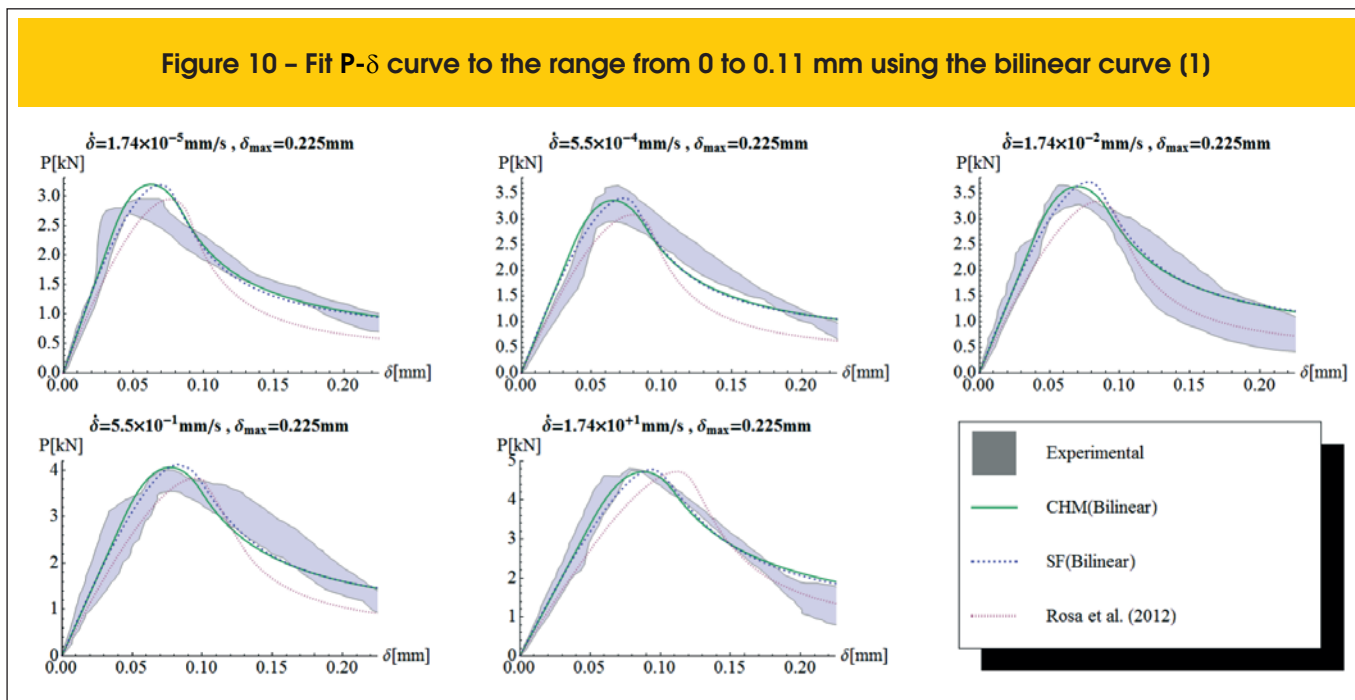 Figure 10 – Fit P-δ curve to the range from 0 to 0.11 mm using the bilinear curve (1)
δ̇=1.74×10⁻⁵mm/s , δmax=0.225mm
P[kN]
3.0
2.5
2.0
1.5
1.0
0.5
0.0
0.00 0.05 0.10 0.15 0.20 δ[mm]
δ̇=5.5×10⁻⁴mm/s , δmax=0.225mm
P[kN]
3.5
3.0
2.5
2.0
1.5
1.0
0.5
0.0
0.00 0.05 0.10 0.15 0.20 δ[mm]
δ̇=1.74×10⁻²mm/s , δmax=0.225mm
P[kN]
3.5
3.0
2.5
2.0
1.5
1.0
0.5
0.0
0.00 0.05 0.10 0.15 0.20 δ[mm]
δ̇=5.5×10⁻¹mm/s , δmax=0.225mm
P[kN]
4
3
2
1
0
0.00 0.05 0.10 0.15 0.20 δ[mm]
δ̇=1.74×10⁺¹mm/s , δmax=0.225mm
P[kN]
5
4
3
2
1
0
0.00 0.05 0.10 0.15 0.20 δ[mm]
Experimental
CHM(Bilinear)
SF(Bilinear)
Rosa et al. (2012)